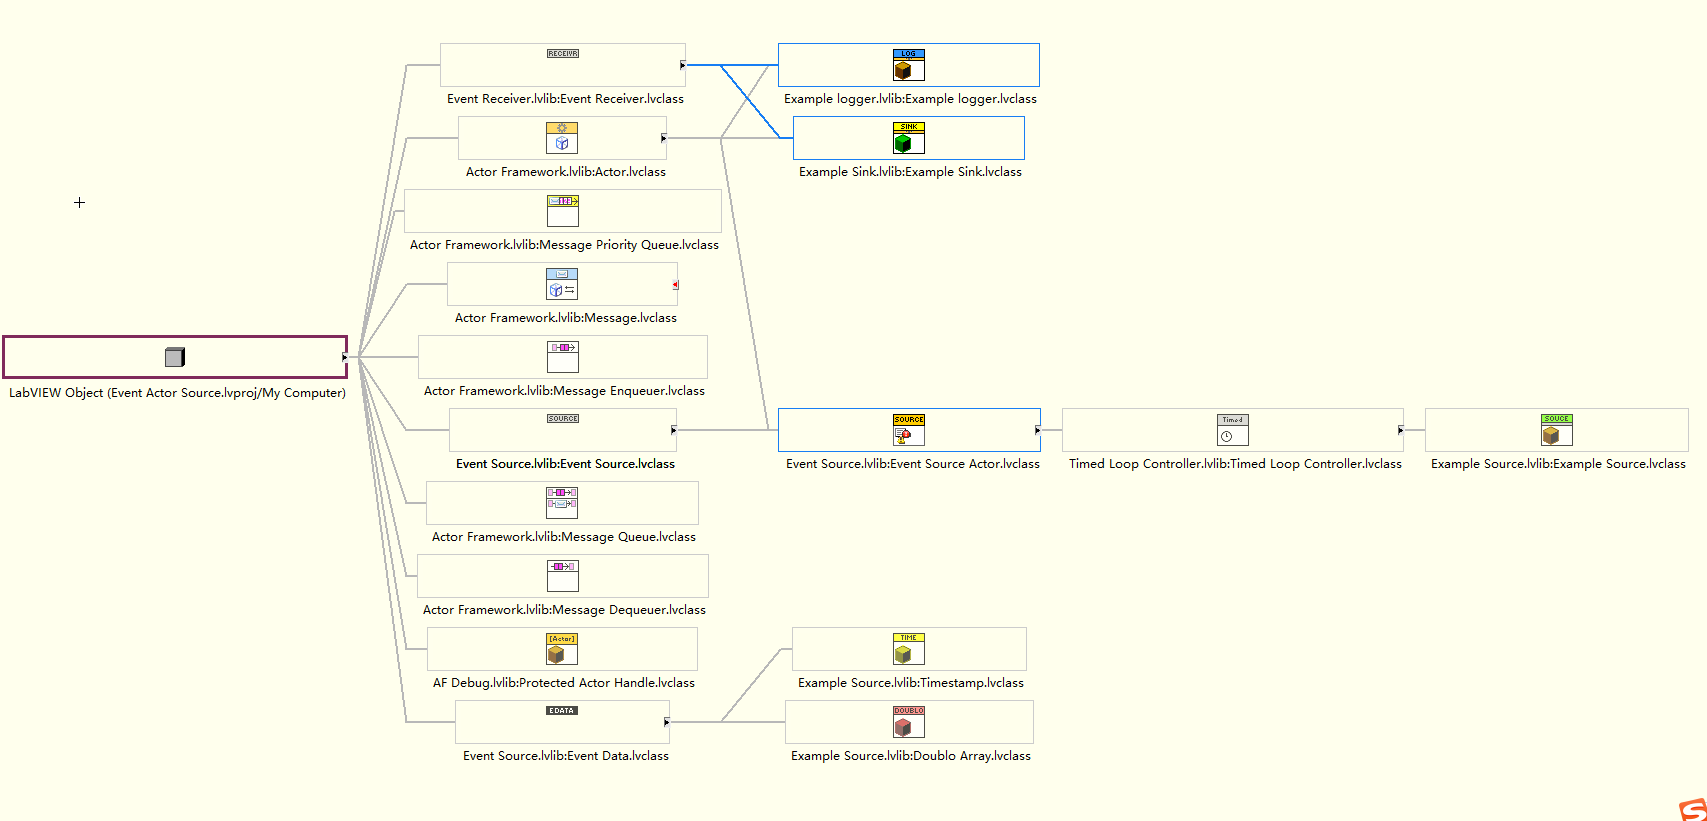 RECEIVR
Event Receiver.lvlib:Event Receiver.lvclass
LOG
Example logger.lvlib:Example logger.lvclass
Actor Framework.lvlib:Actor.lvclass
SINK
Example Sink.lvlib:Example Sink.lvclass
Actor Framework.lvlib:Message Priority Queue.lvclass
Actor Framework.lvlib:Message.lvclass
LabVIEW Object (Event Actor Source.lvproj/My Computer)
Actor Framework.lvlib:Message Enqueuer.lvclass
SOURCE
Event Source.lvlib:Event Source.lvclass
SOURCE
Event Source.lvlib:Event Source Actor.lvclass
Timed
Timed Loop Controller.lvlib:Timed Loop Controller.lvclass
SOUCE
Example Source.lvlib:Example Source.lvclass
Actor Framework.lvlib:Message Queue.lvclass
Actor Framework.lvlib:Message Dequeuer.lvclass
[Actor]
AF Debug.lvlib:Protected Actor Handle.lvclass
TIME
Example Source.lvlib:Timestamp.lvclass
EDATA
Event Source.lvlib:Event Data.lvclass
DOUBLO
Example Source.lvlib:Doublo Array.lvclass